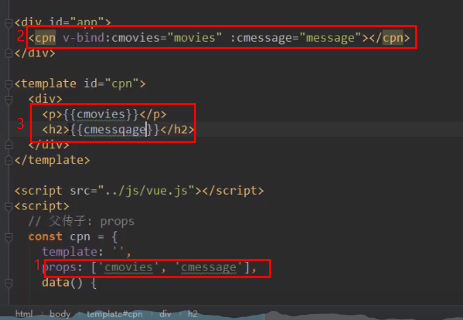 <div id="app">
2 <cpn v-bind:cmovies="movies" :cmessage="message"></cpn>
</div>
<template id="cpn">
<div>
<p>{{cmovies}}</p>
3 <h2>{{cmessqage}}</h2>
</div>
</template>
<script src="../js/vue.js"></script>
<script>
// 父传子: props
const cpn = {
template: '',
1 props: ['cmovies', 'cmessage'],
data() {
html › body › template#cpn › div › h2